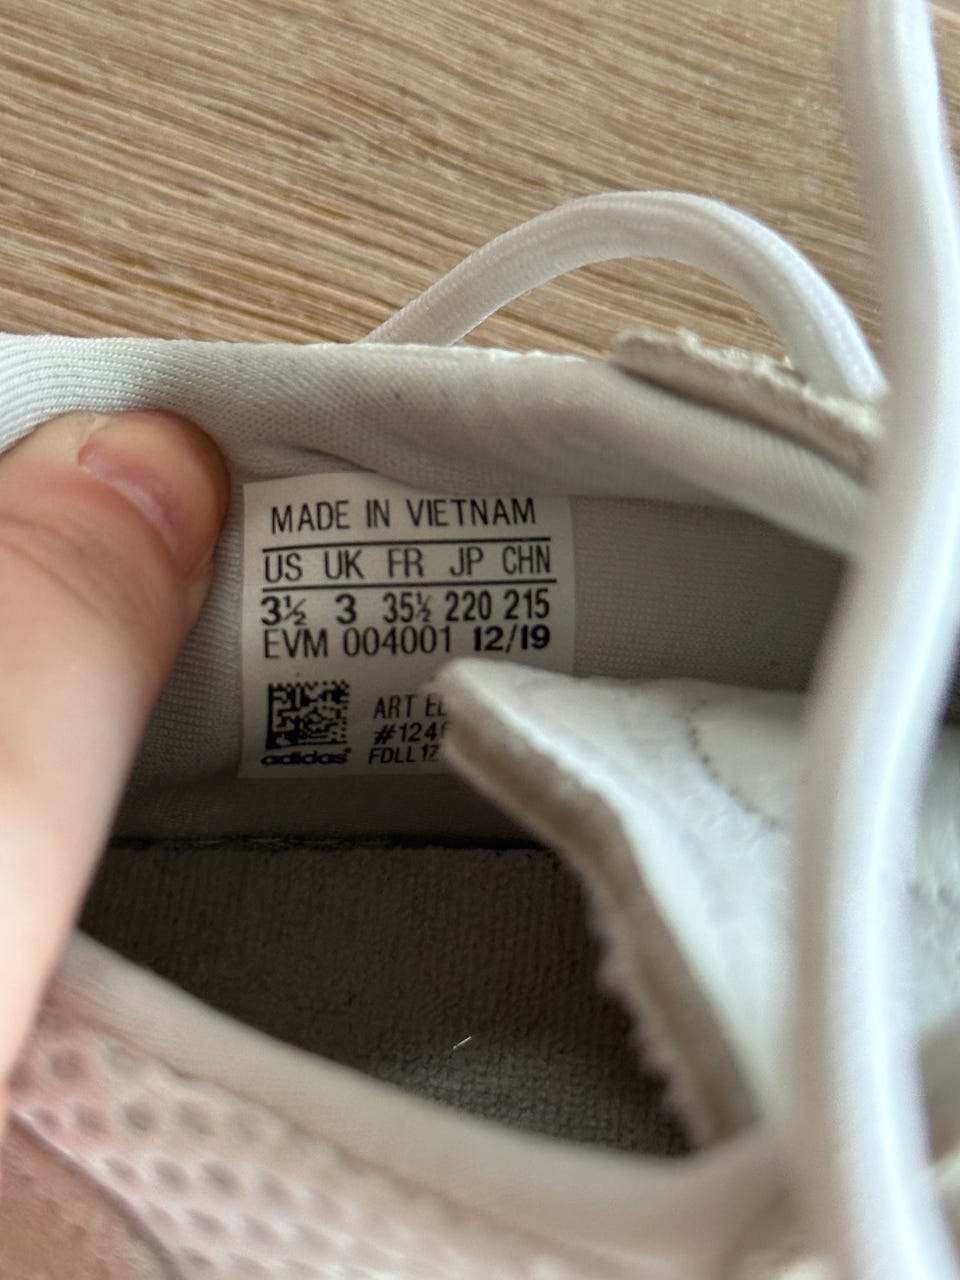 MADE IN VIETNAM
US UK FR JP CHN
3½ 3 35½ 220 215
EVM 004001 12/19
ART
adidas